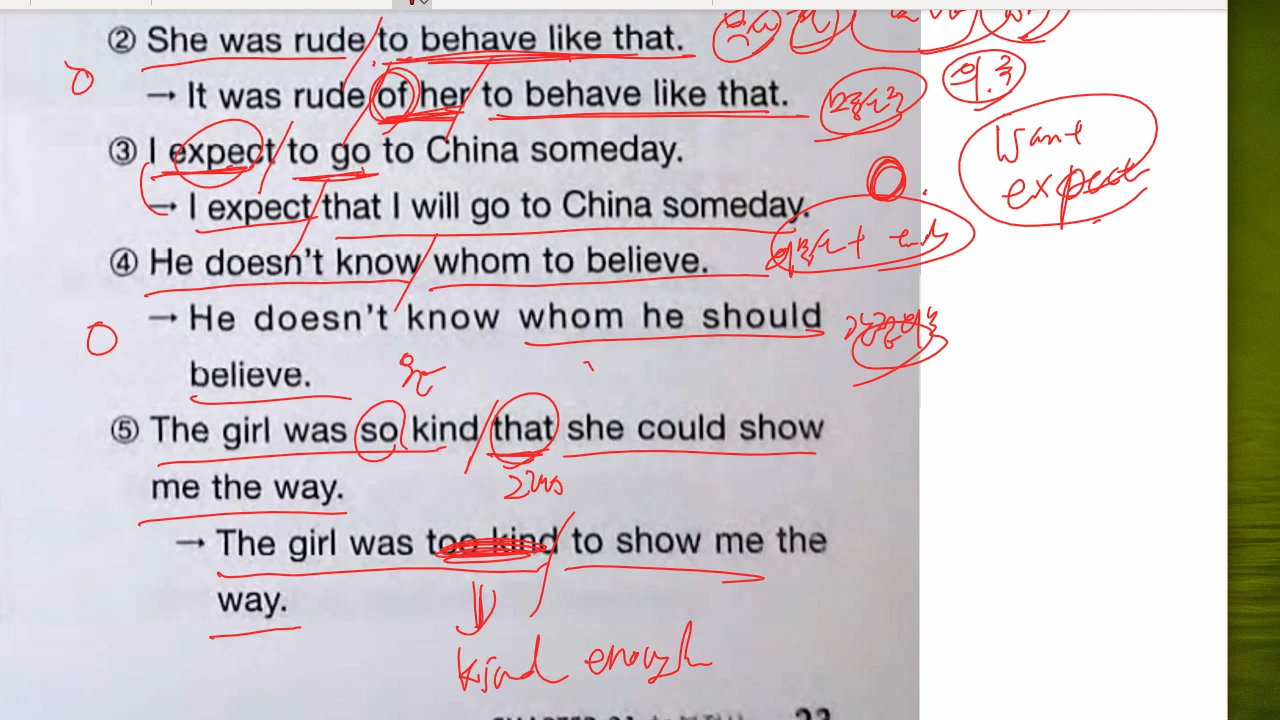 ② She was rude to behave like that.
→ It was rude of her to behave like that.
③ I expect to go to China someday.
→ I expect that I will go to China someday.
want
expect
④ He doesn't know whom to believe.
→ He doesn't know whom he should
believe.
⑤ The girl was so kind that she could show
me the way.
→ The girl was too kind to show me the
way.
kind enough